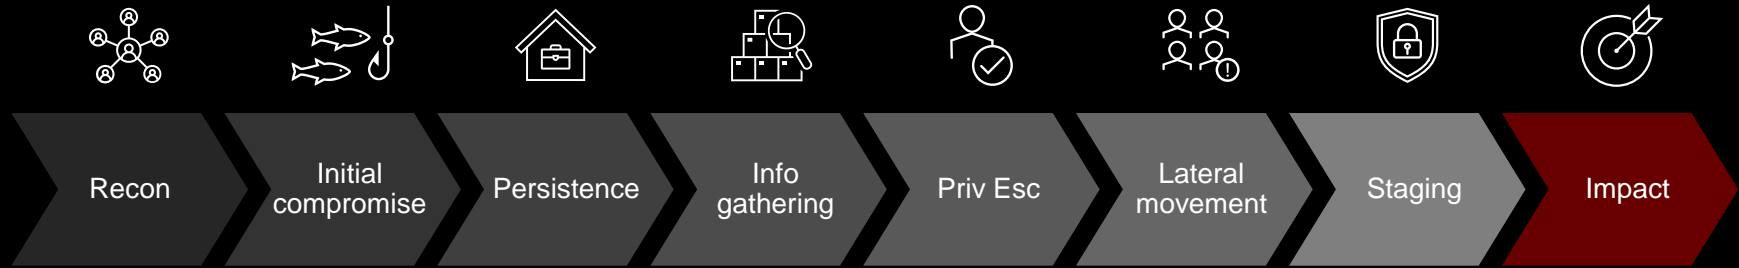 Recon
Initial
compromise
Persistence
Info
gathering
Priv Esc
Lateral
movement
Staging
Impact